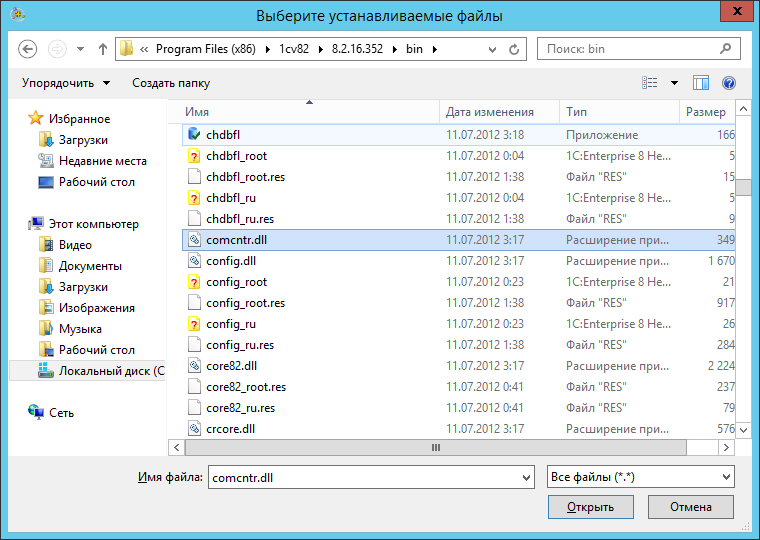 Выберите устанавливаемые файлы
« Program Files (x86) 1cv82 8.2.16.352 bin
Поиск: bin
Упорядочить Создать папку
Имя Дата изменения Тип Размер
Избранное
Загрузки
Недавние места
Рабочий стол
Этот компьютер
Видео
Документы
Загрузки
Изображения
Музыка
Рабочий стол
Локальный диск (C
Сеть
chdbfl 11.07.2012 3:18 Приложение 166
chdbfl_root 11.07.2012 0:04 1C:Enterprise 8 He... 5
chdbfl_root.res 11.07.2012 1:38 Файл "RES" 15
chdbfl_ru 11.07.2012 0:04 1C:Enterprise 8 He... 5
chdbfl_ru.res 11.07.2012 1:38 Файл "RES" 9
comcntr.dll 11.07.2012 3:17 Расширение при... 349
config.dll 11.07.2012 3:17 Расширение при... 1 670
config_root 11.07.2012 0:23 1C:Enterprise 8 He... 21
config_root.res 11.07.2012 1:38 Файл "RES" 917
config_ru 11.07.2012 0:23 1C:Enterprise 8 He... 26
config_ru.res 11.07.2012 1:38 Файл "RES" 284
core82.dll 11.07.2012 3:17 Расширение при... 2 224
core82_root.res 11.07.2012 0:41 Файл "RES" 237
core82_ru.res 11.07.2012 0:41 Файл "RES" 79
crcore.dll 11.07.2012 3:17 Расширение при... 576
Имя файла: comcntr.dll Все файлы (*.*)
Открыть Отмена